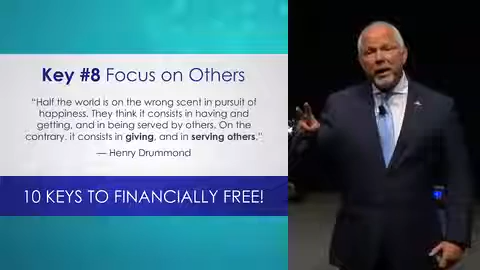 Key #8 Focus on Others
“Half the world is on the wrong scent in pursuit of
happiness. They think it consists in having and
getting, and in being served by others. On the
contrary. it consists in giving, and in serving others.”
— Henry Drummond
10 KEYS TO FINANCIALLY FREE!